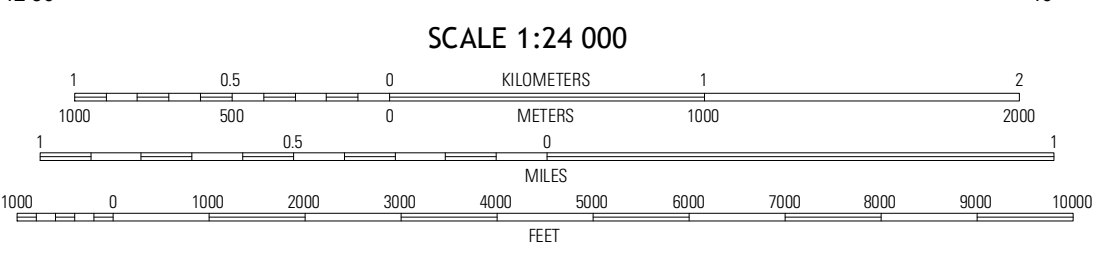 SCALE 1:24 000
1 0.5 0 KILOMETERS 1 2
1000 500 0 METERS 1000 2000
1 0.5 0 1
MILES
1000 0 1000 2000 3000 4000 5000 6000 7000 8000 9000 10000
FEET